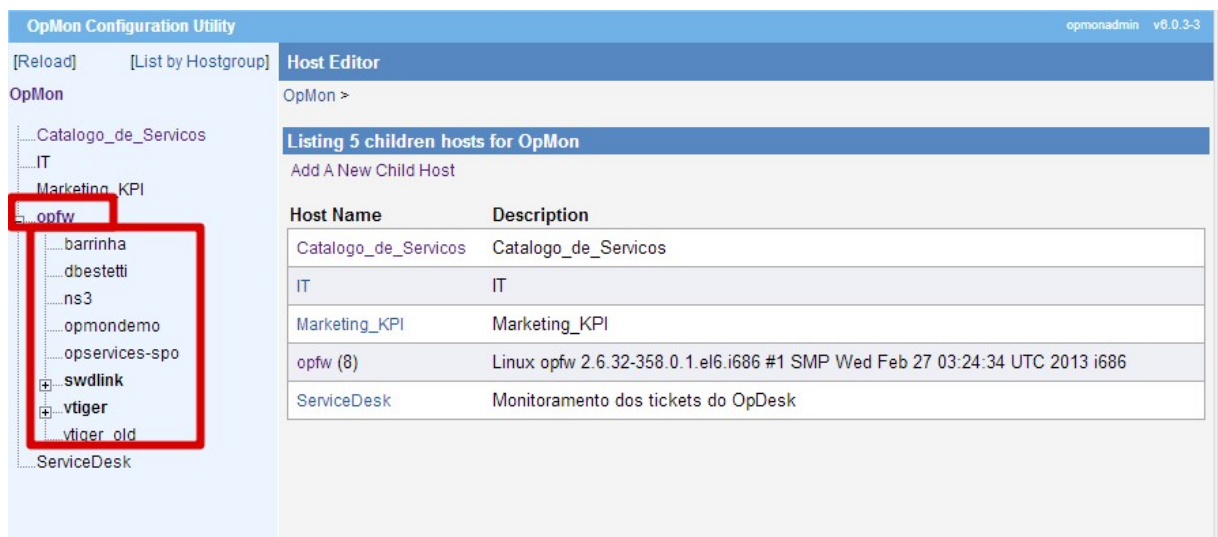 OpMon Configuration Utility opmonadmin v6.0.3-3
[Reload] [List by Hostgroup]
OpMon
Catalogo_de_Servicos
IT
Marketing_KPI
opfw
barrinha
dbestetti
ns3
opmondemo
opservices-spo
swdlink
vtiger
vtiger_old
ServiceDesk
Host Editor
OpMon >
Listing 5 children hosts for OpMon
Add A New Child Host
Host Name Description
Catalogo_de_Servicos Catalogo_de_Servicos
IT IT
Marketing_KPI Marketing_KPI
opfw (8) Linux opfw 2.6.32-358.0.1.el6.i686 #1 SMP Wed Feb 27 03:24:34 UTC 2013 i686
ServiceDesk Monitoramento dos tickets do OpDesk